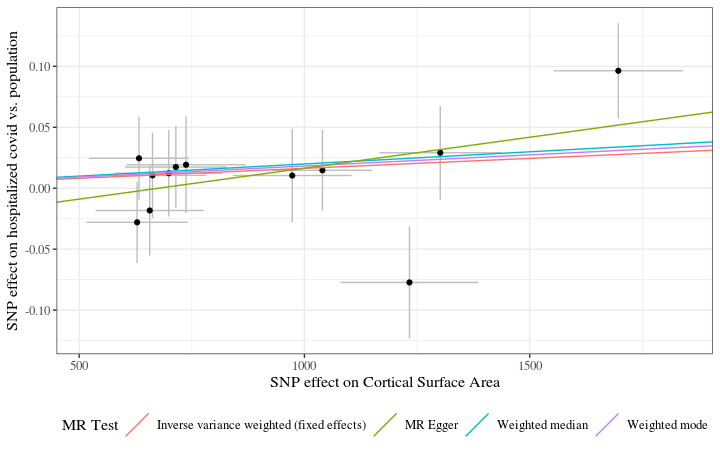 SNP effect on hospitalized covid vs. population
0.10
0.05
0.00
-0.05
-0.10
500
1000
1500
SNP effect on Cortical Surface Area
MR Test
Inverse variance weighted (fixed effects)
MR Egger
Weighted median
Weighted mode